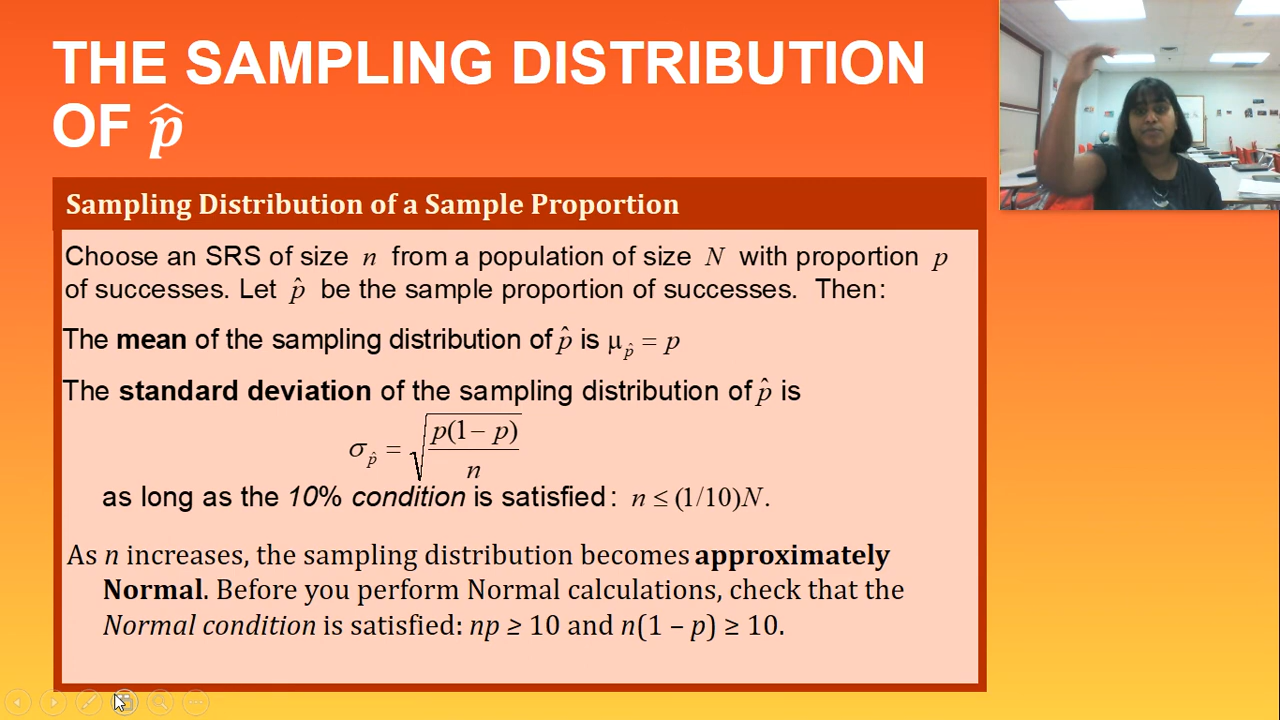 THE SAMPLING DISTRIBUTION
OF p̂
Sampling Distribution of a Sample Proportion
Choose an SRS of size n from a population of size N with proportion p
of successes. Let p̂ be the sample proportion of successes. Then:
The mean of the sampling distribution of p̂ is μ_p̂ = p
The standard deviation of the sampling distribution of p̂ is
σ_p̂ = √(p(1 − p)/n)
as long as the 10% condition is satisfied: n ≤ (1/10)N.
As n increases, the sampling distribution becomes approximately
Normal. Before you perform Normal calculations, check that the
Normal condition is satisfied: np ≥ 10 and n(1 – p) ≥ 10.